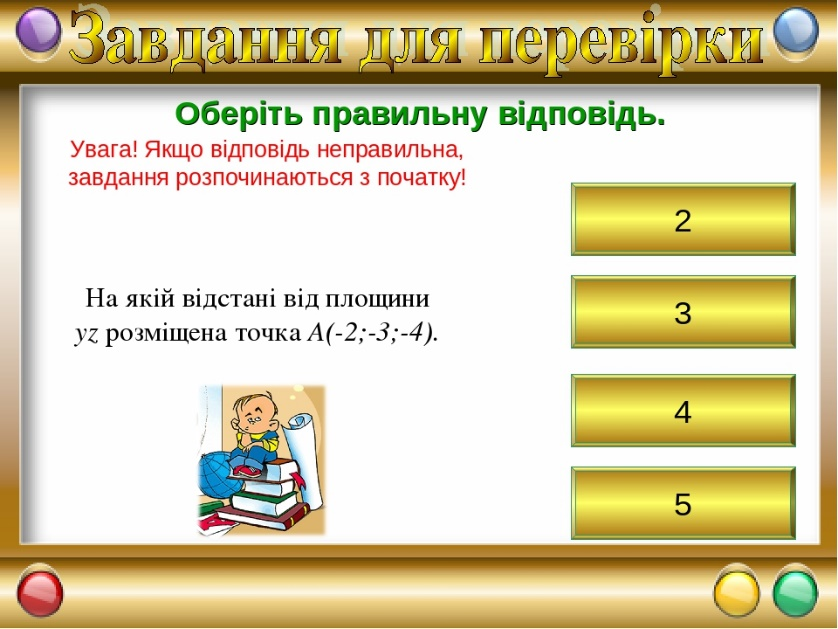 Завдання для перевірки
Оберіть правильну відповідь.
Увага! Якщо відповідь неправильна,
завдання розпочинаються з початку!
2
3
На якій відстані від площини
yz розміщена точка А(-2;-3;-4).
4
5